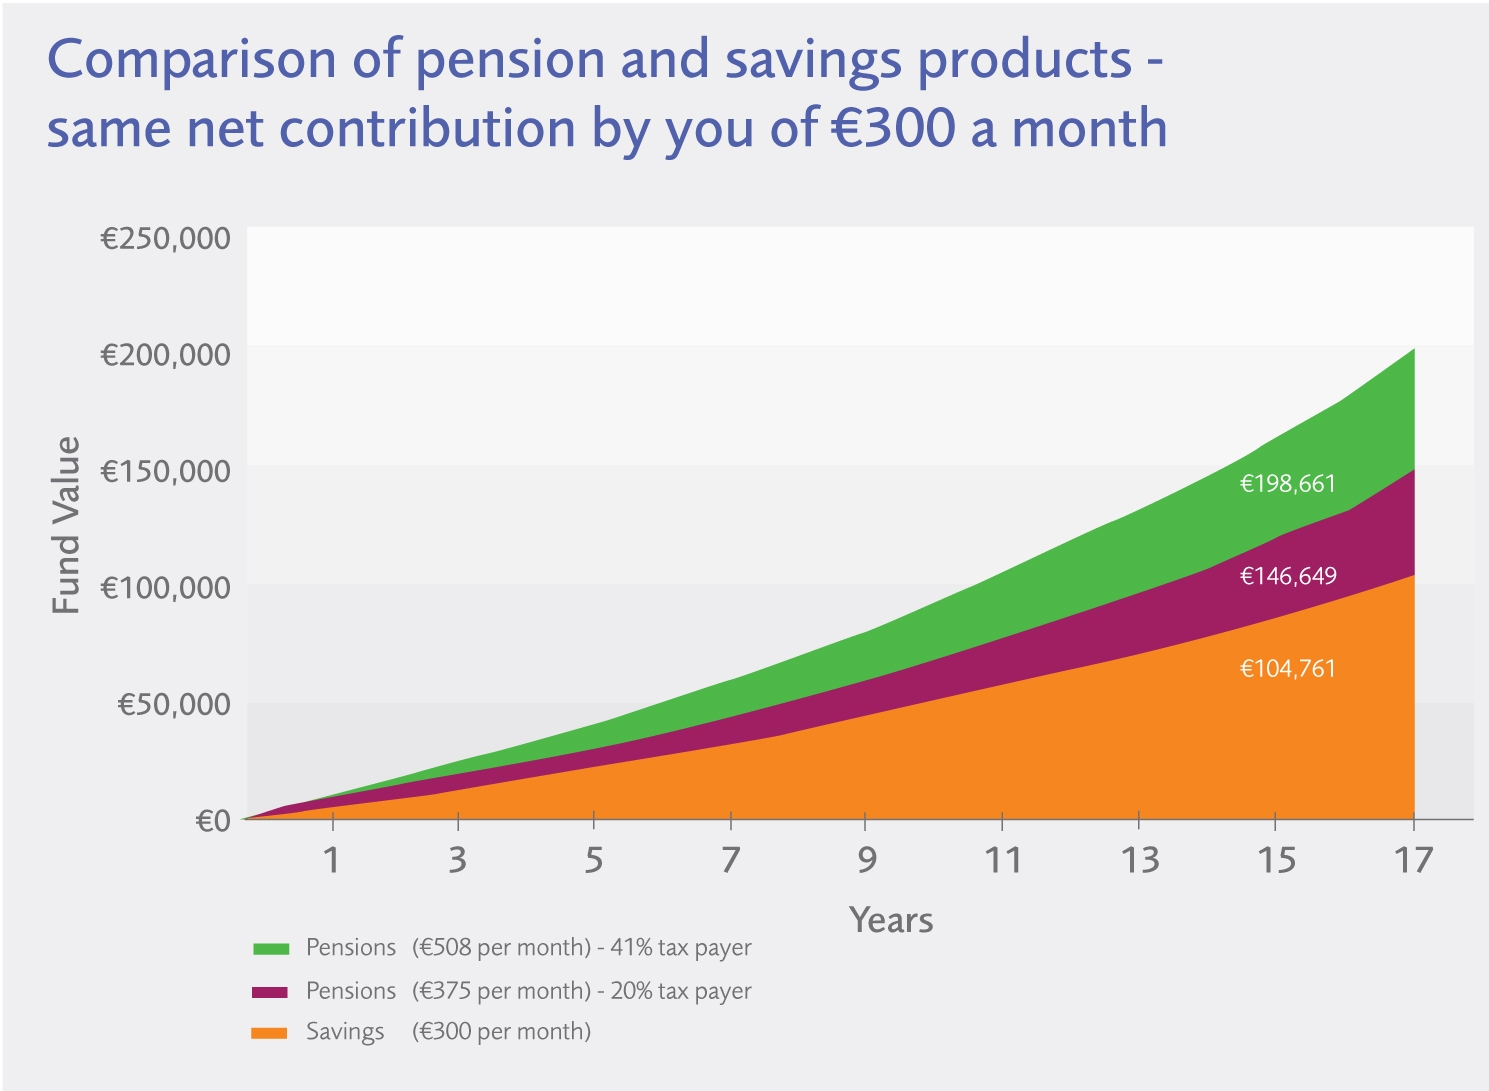 Comparison of pension and savings products -
same net contribution by you of €300 a month
€250,000
€200,000
€150,000
€100,000
€50,000
€0
Fund Value
€198,661
€146,649
€104,761
1 3 5 7 9 11 13 15 17
Years
Pensions (€508 per month) - 41% tax payer
Pensions (€375 per month) - 20% tax payer
Savings (€300 per month)